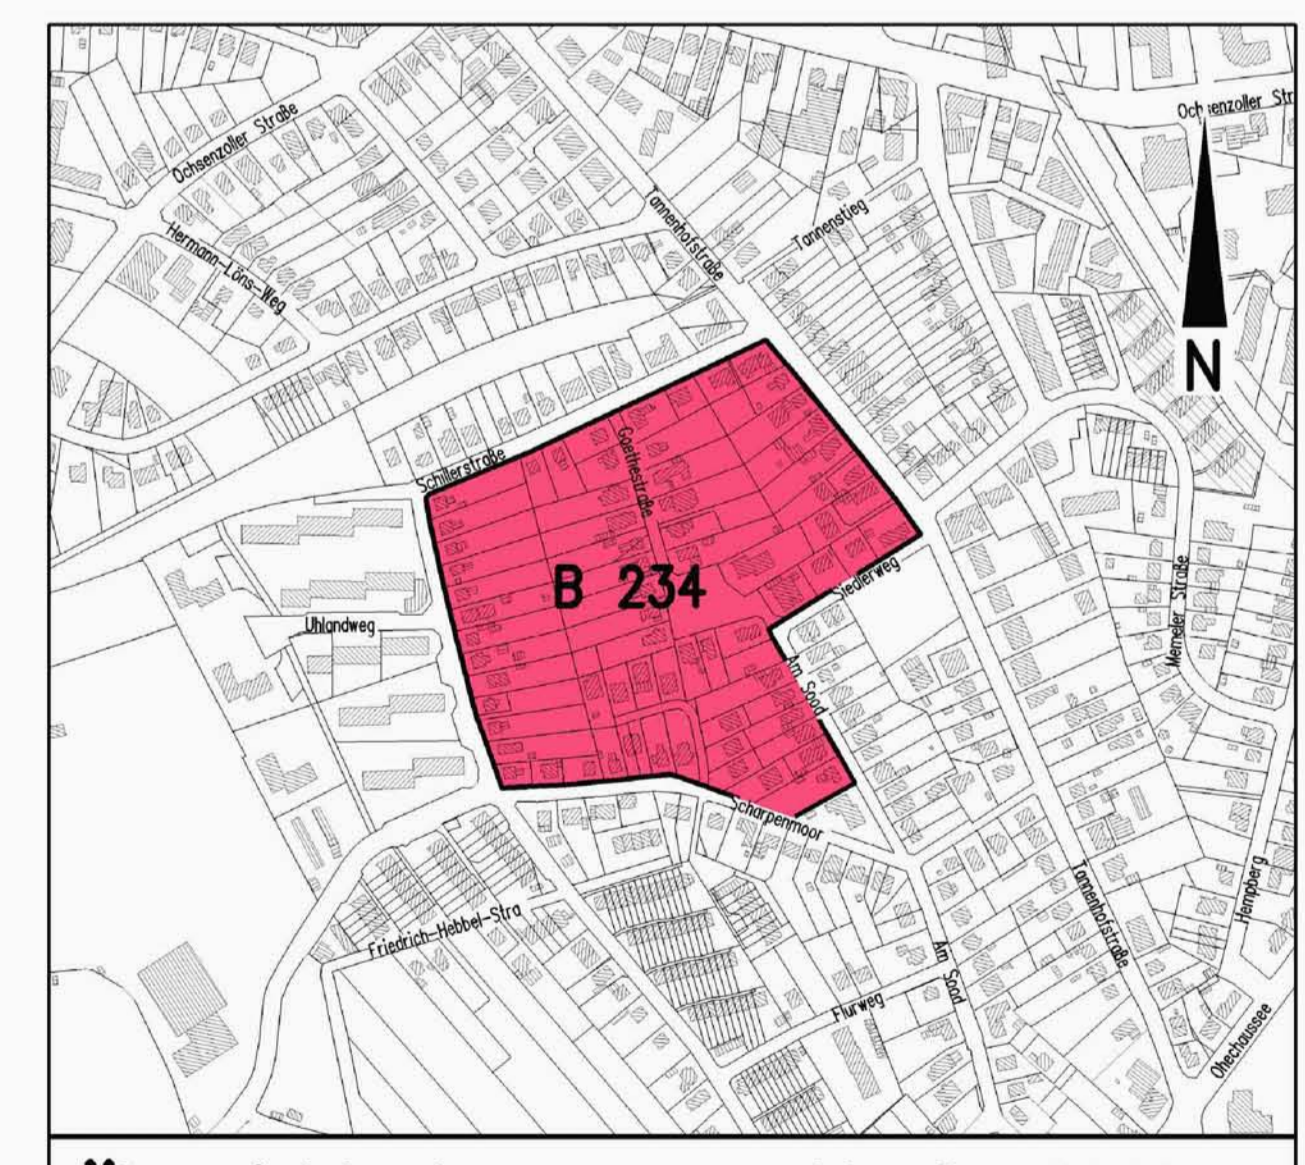 Ochsenzoller Str
Ochsenzoller Straße
Tannenhofstraße
Tannenstieg
Hermann-Löns-Weg
N
Goethestraße
Schillerstraße
B 234
Siedlerweg
Uhlandweg
Memeler Straße
Am Sood
Scharpenmoor
Hempberg
Tannenhofstraße
Friedrich-Hebbel-Stra
Am Sood
Flurweg
Ohechaussee